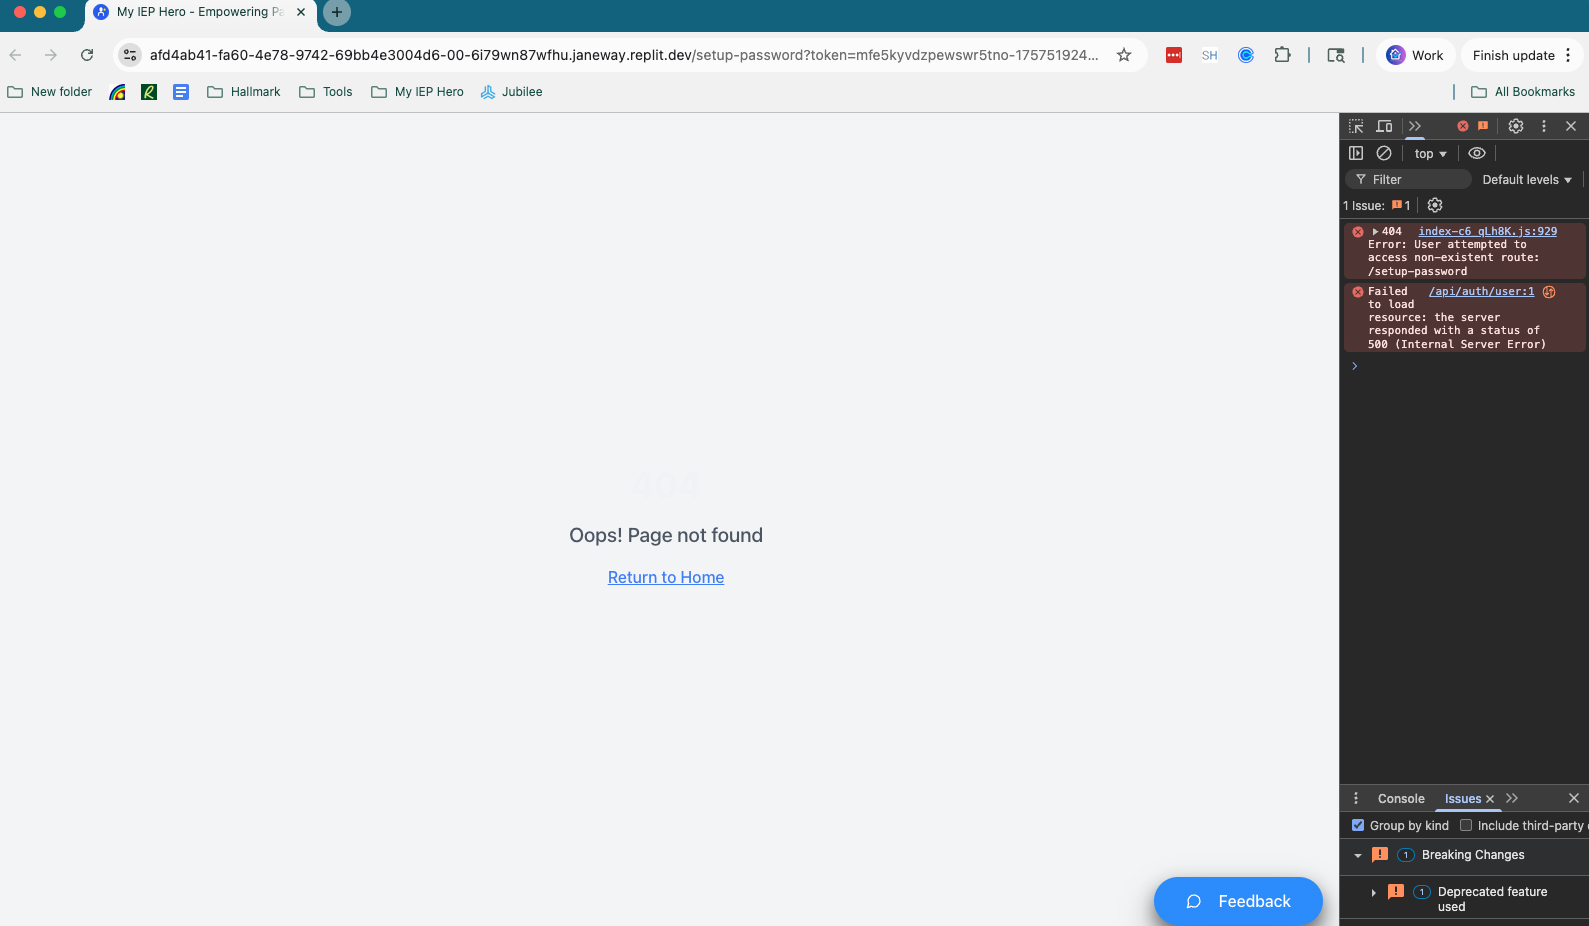 My IEP Hero - Empowering Pa
afd4ab41-fa60-4e78-9742-69bb4e3004d6-00-6i79wn87wfhu.janeway.replit.dev/setup-password?token=mfe5kyvdzpewswr5tno-175751924...
SH
Work
Finish update
New folder
Hallmark
Tools
My IEP Hero
Jubilee
All Bookmarks
404
Oops! Page not found
Return to Home
Feedback
top
Filter
Default levels
1 Issue: 1
404 index-c6_qLh8K.js:929
Error: User attempted to
access non-existent route:
/setup-password
Failed /api/auth/user:1
to load
resource: the server
responded with a status of
500 (Internal Server Error)
Console
Issues
Group by kind
Include third-party
1 Breaking Changes
1 Deprecated feature
used